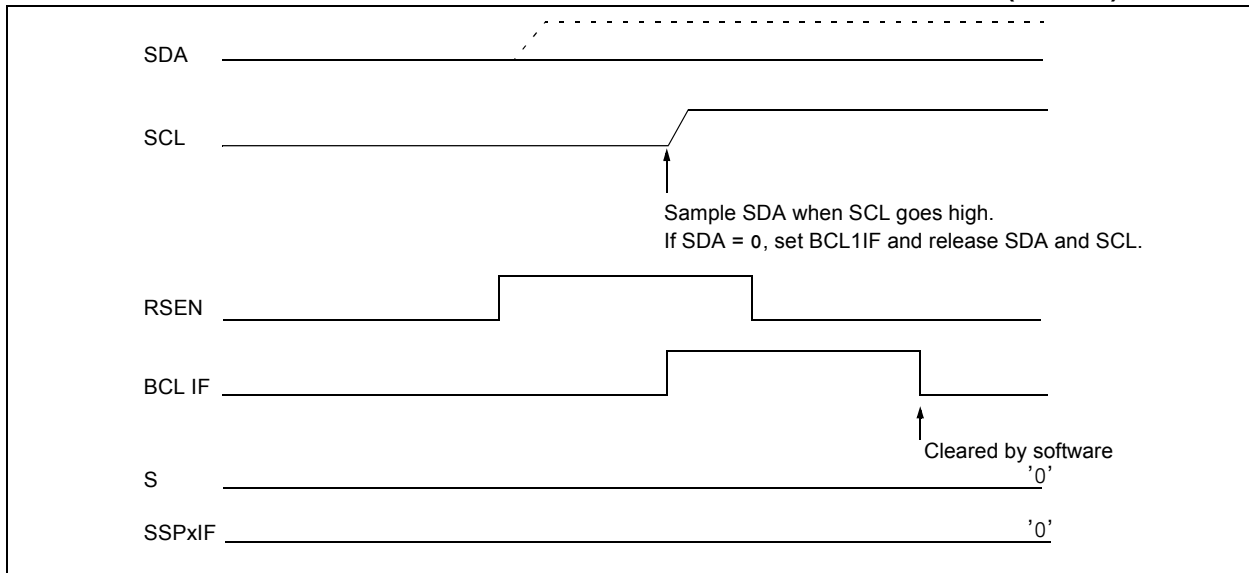 SDA
SCL
Sample SDA when SCL goes high.
If SDA = 0, set BCL1IF and release SDA and SCL.
RSEN
BCL IF
Cleared by software
S
'0'
SSPxIF
'0'